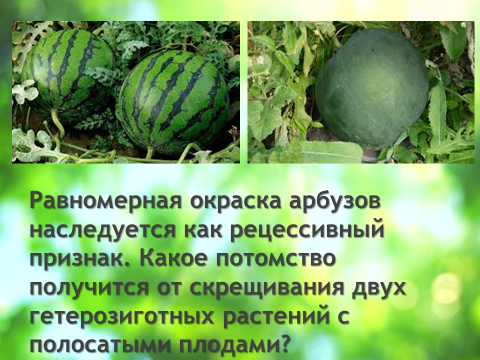 Равномерная окраска арбузов
наследуется как рецессивный
признак. Какое потомство
получится от скрещивания двух
гетерозиготных растений с
полосатыми плодами?